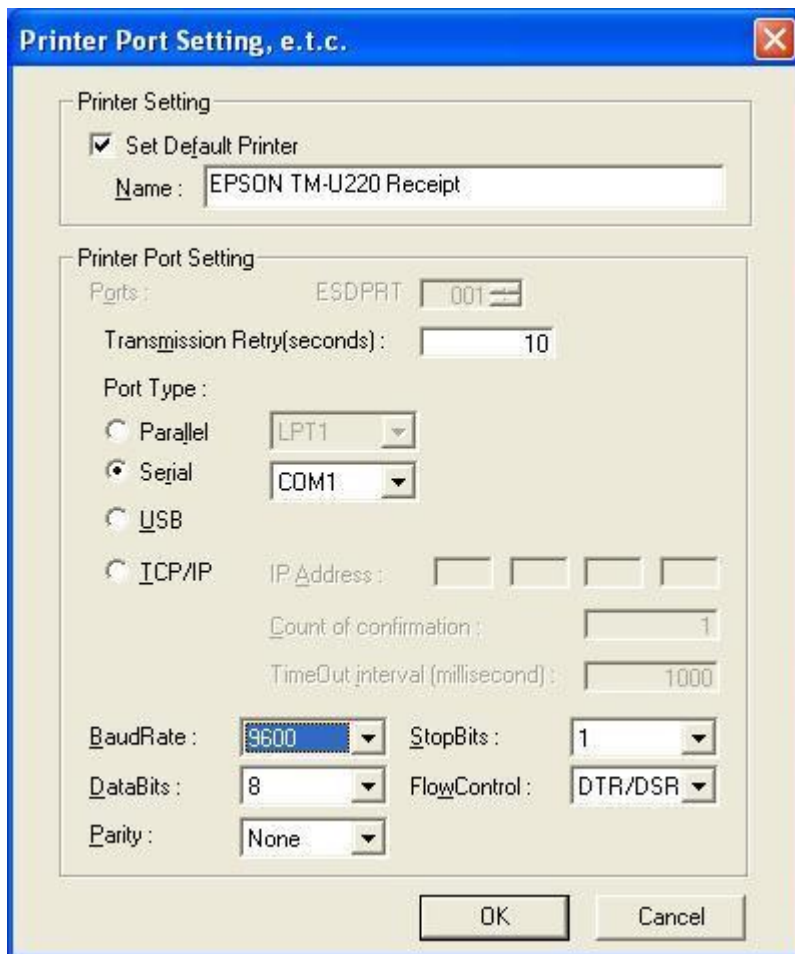 Printer Port Setting, e.t.c.
Printer Setting
Set Default Printer
Name : EPSON TM-U220 Receipt
Printer Port Setting
Ports : ESDPRT 001
Transmission Retry(seconds) : 10
Port Type :
Parallel LPT1
Serial COM1
USB
TCP/IP IP Address :
Count of confirmation : 1
TimeOut interval (millisecond) : 1000
BaudRate : 9600 StopBits : 1
DataBits : 8 FlowControl : DTR/DSR
Parity : None
OK Cancel